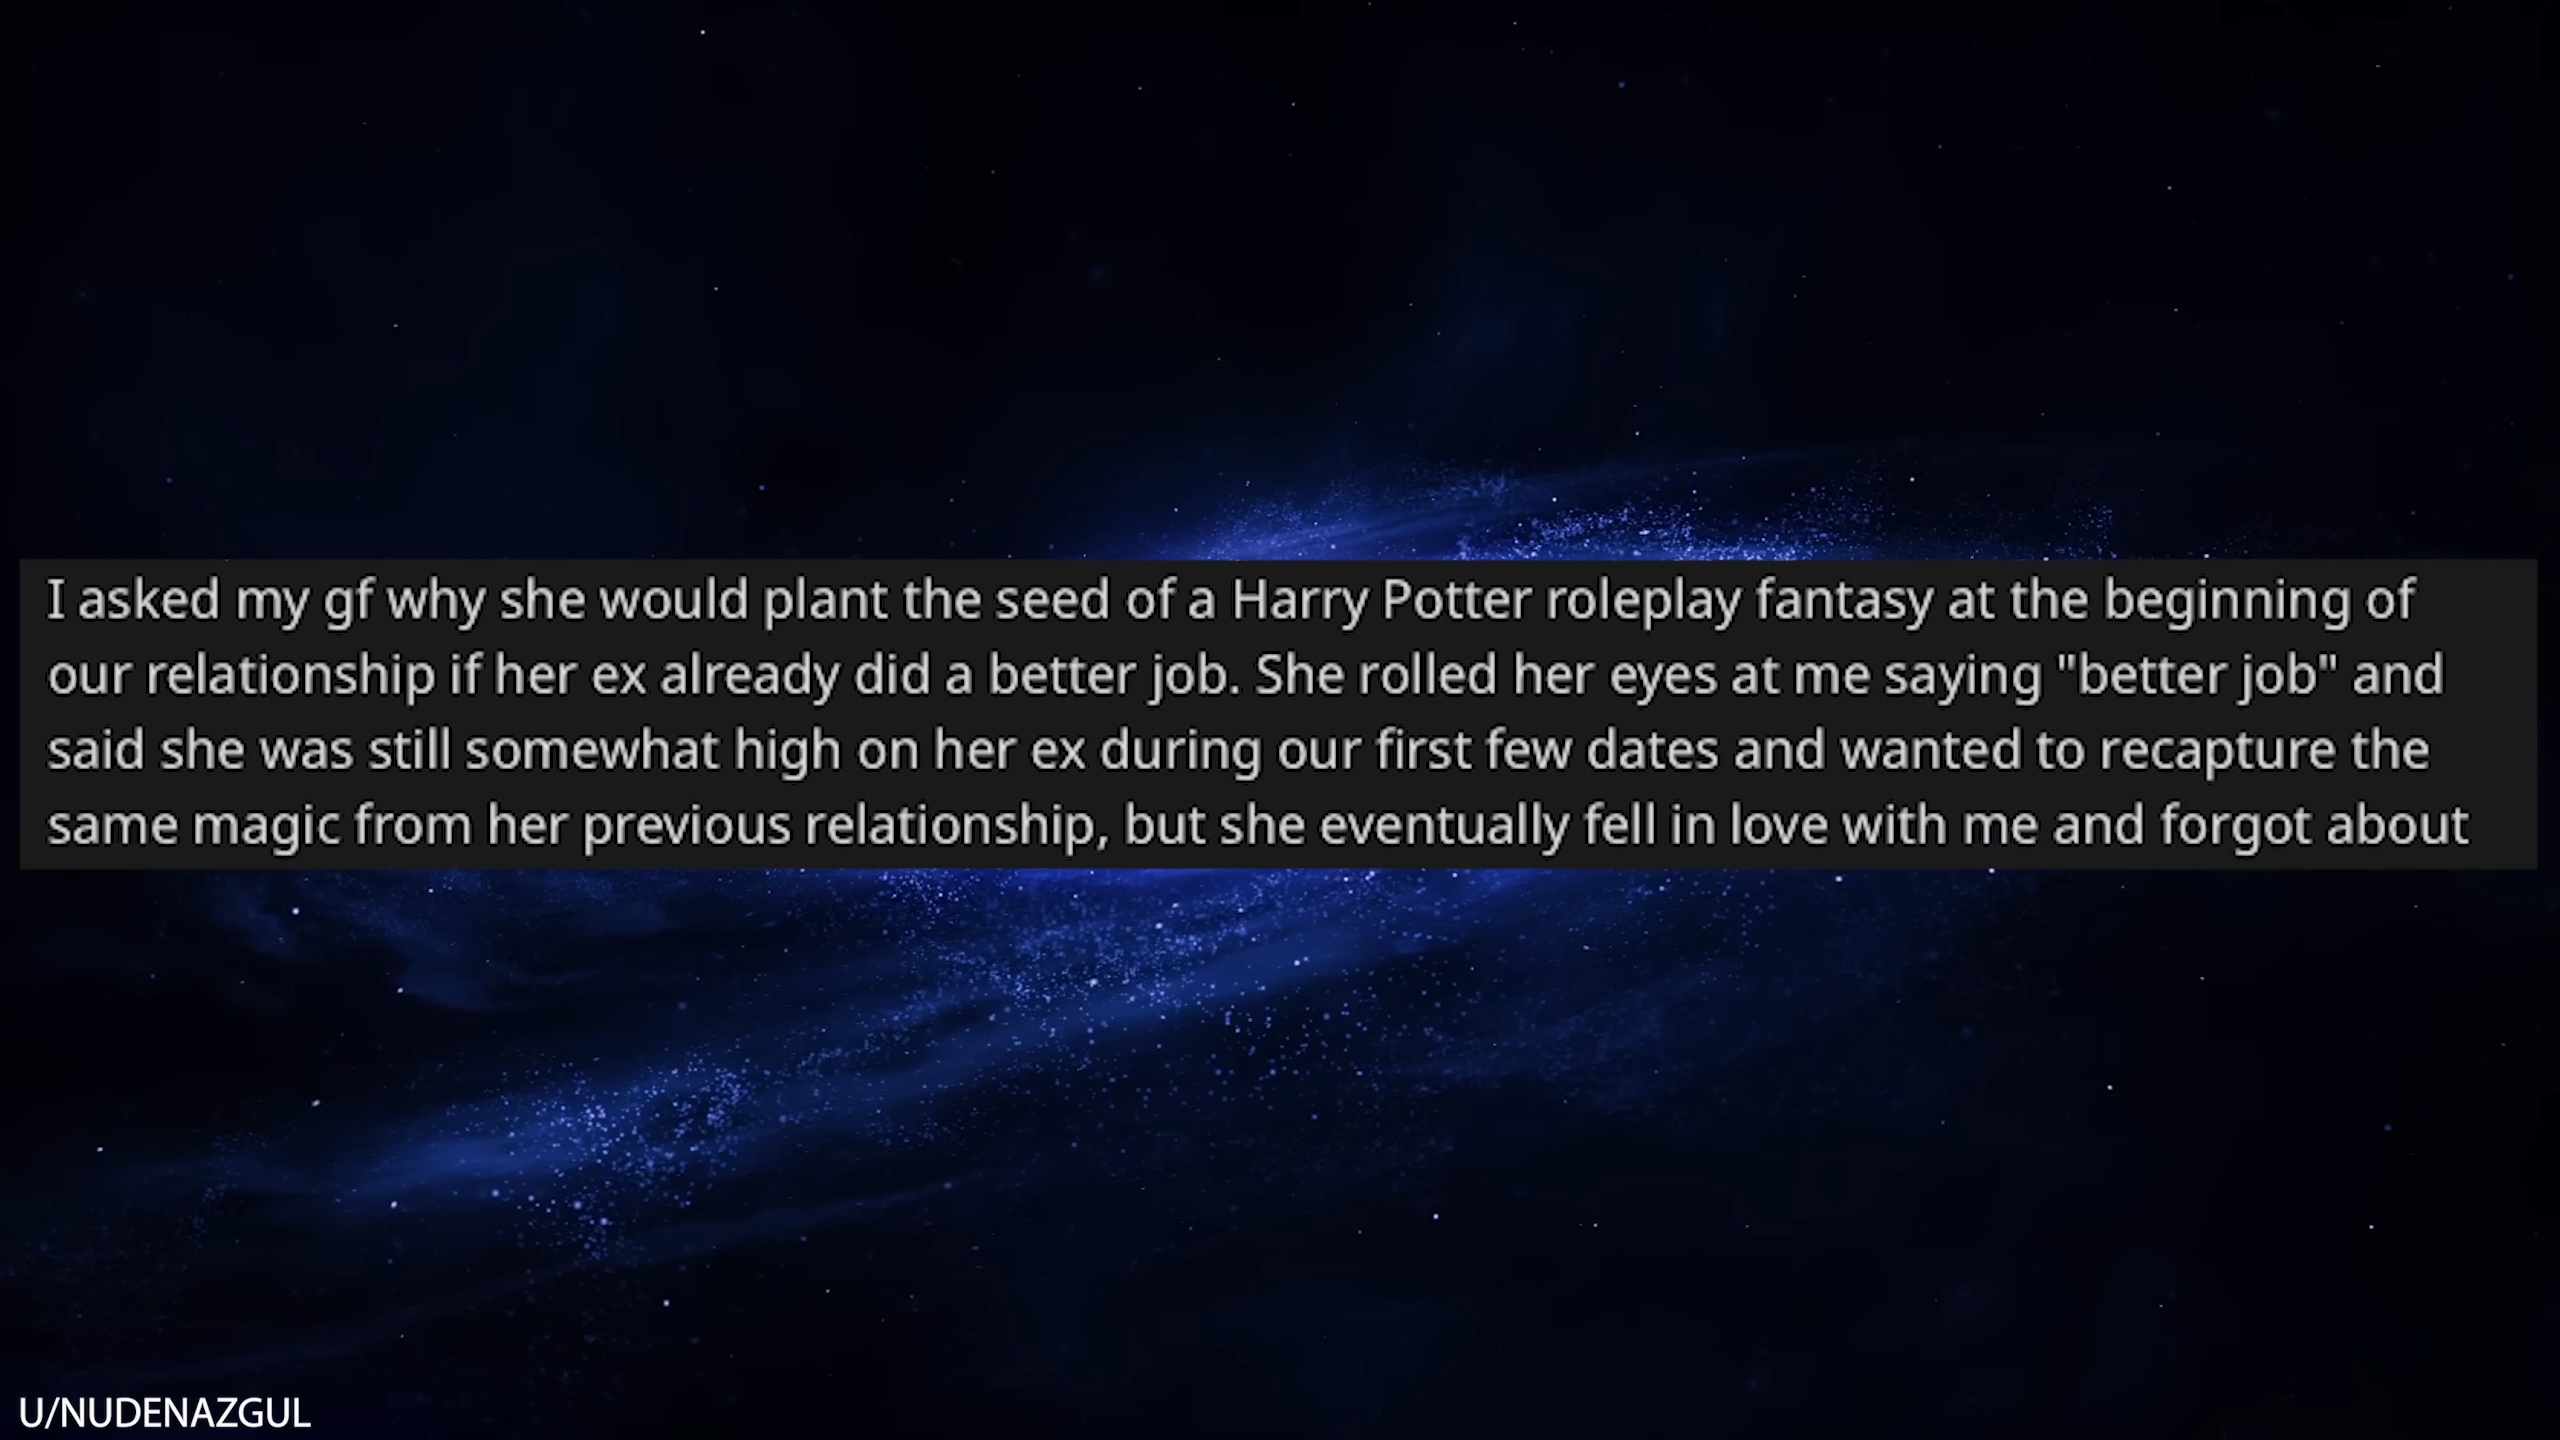 I asked my gf why she would plant the seed of a Harry Potter roleplay fantasy at the beginning of
our relationship if her ex already did a better job. She rolled her eyes at me saying "better job" and
said she was still somewhat high on her ex during our first few dates and wanted to recapture the
same magic from her previous relationship, but she eventually fell in love with me and forgot about
U/NUDENAZGUL